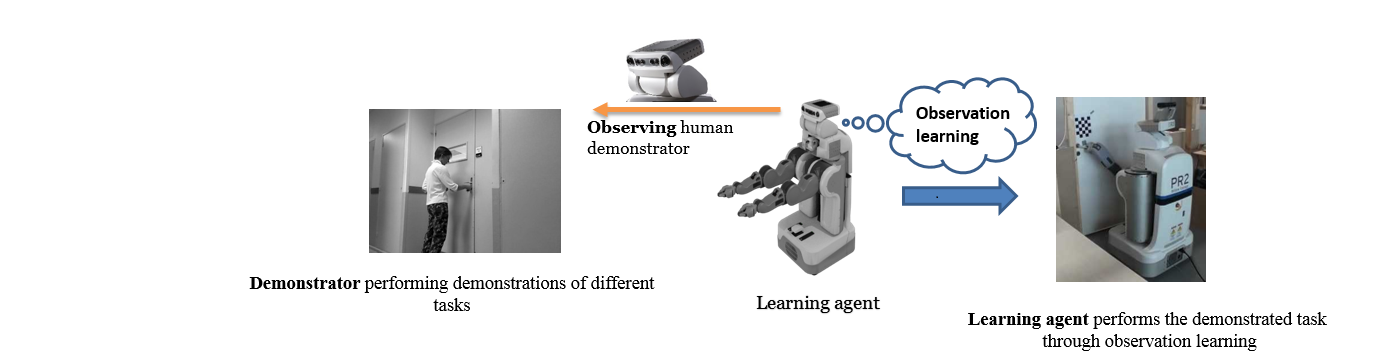 Observing human
demonstrator
Observation
learning
PR2
Demonstrator performing demonstrations of different
tasks
Learning agent
Learning agent performs the demonstrated task
through observation learning